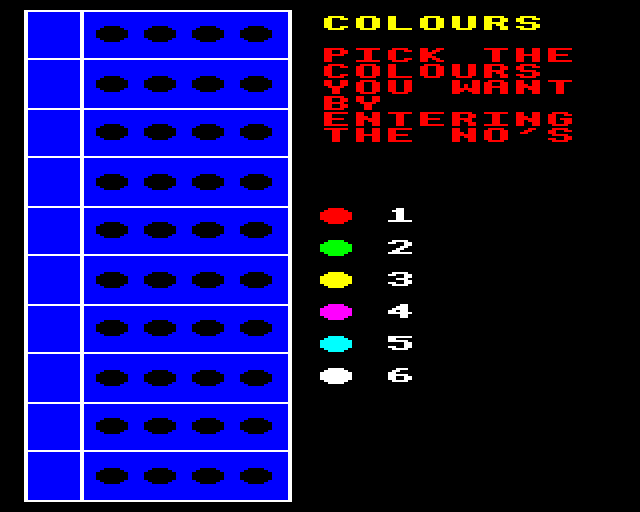 COLOURS
PICK THE
COLOURS
YOU WANT
BY
ENTERING
THE NO'S
1
2
3
4
5
6